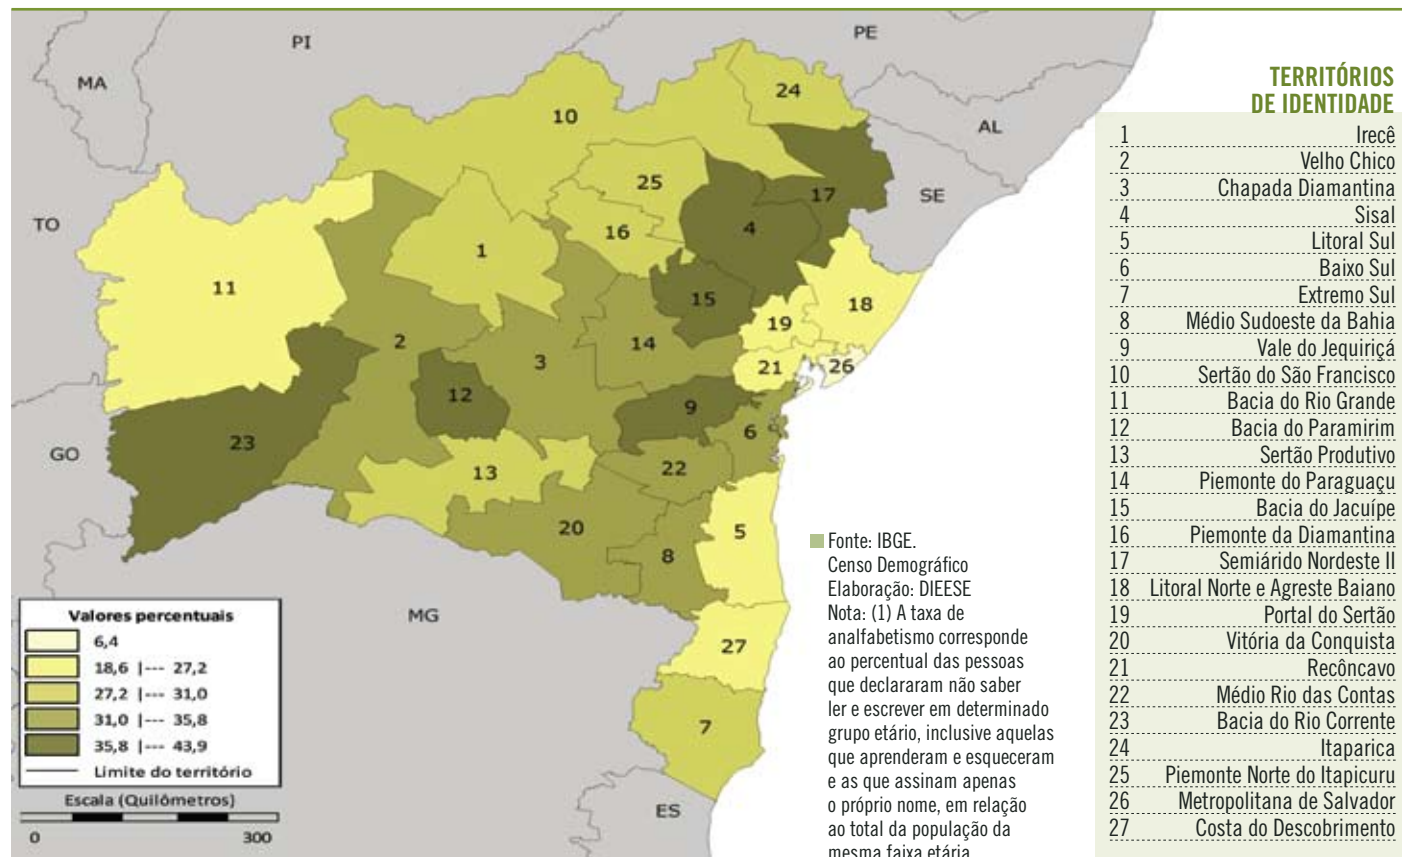 PI
PE
MA
AL
TO
SE
GO
MG
ES
10
24
25
17
16
4
1
11
15
18
19
2
14
3
21
26
12
9
23
6
13
22
20
5
8
27
7
Valores percentuais
6,4
18,6 |--- 27,2
27,2 |--- 31,0
31,0 |--- 35,8
35,8 |--- 43,9
Limite do território
Escala (Quilômetros)
0 300
Fonte: IBGE.
Censo Demográfico
Elaboração: DIEESE
Nota: (1) A taxa de
analfabetismo corresponde
ao percentual das pessoas
que declararam não saber
ler e escrever em determinado
grupo etário, inclusive aquelas
que aprenderam e esqueceram
e as que assinam apenas
o próprio nome, em relação
ao total da população da
mesma faixa etária
TERRITÓRIOS
DE IDENTIDADE
1 Irecê
2 Velho Chico
3 Chapada Diamantina
4 Sisal
5 Litoral Sul
6 Baixo Sul
7 Extremo Sul
8 Médio Sudoeste da Bahia
9 Vale do Jequiriçá
10 Sertão do São Francisco
11 Bacia do Rio Grande
12 Bacia do Paramirim
13 Sertão Produtivo
14 Piemonte do Paraguaçu
15 Bacia do Jacuípe
16 Piemonte da Diamantina
17 Semiárido Nordeste II
18 Litoral Norte e Agreste Baiano
19 Portal do Sertão
20 Vitória da Conquista
21 Recôncavo
22 Médio Rio das Contas
23 Bacia do Rio Corrente
24 Itaparica
25 Piemonte Norte do Itapicuru
26 Metropolitana de Salvador
27 Costa do Descobrimento